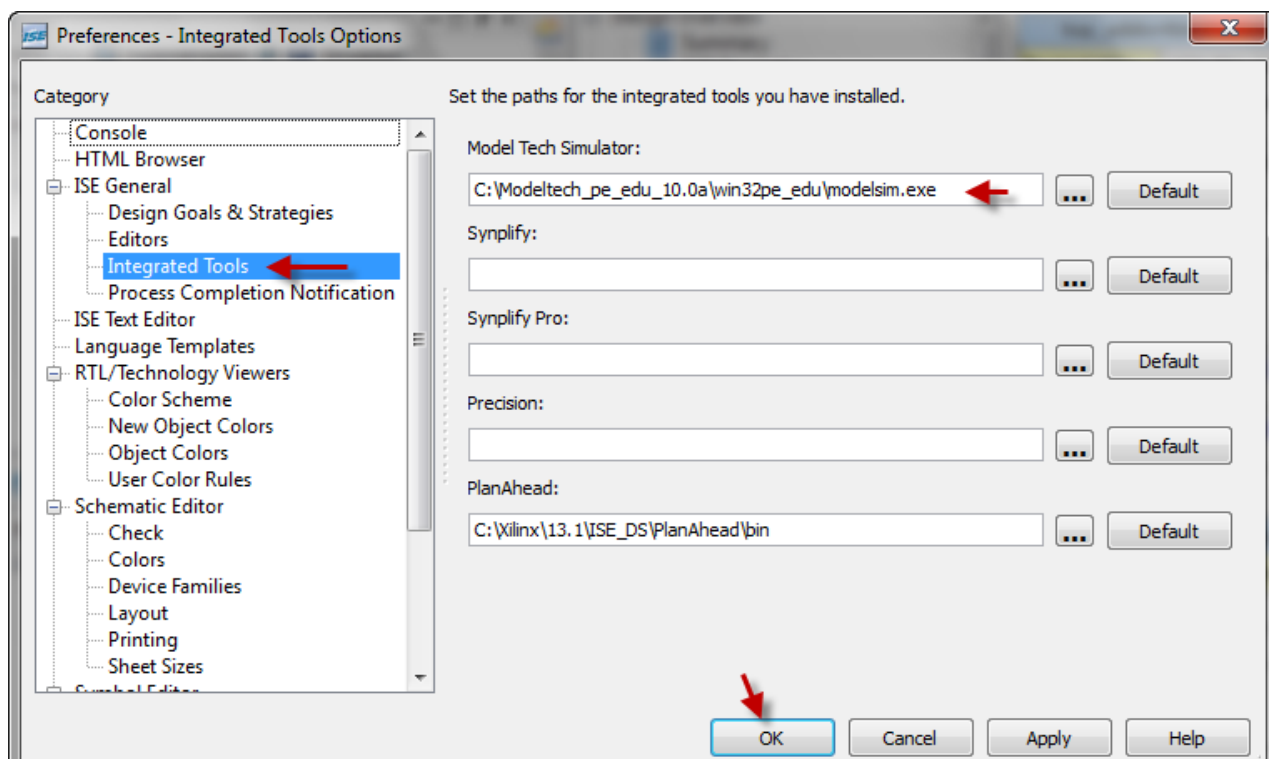 ISE Preferences - Integrated Tools Options
Category
Console
HTML Browser
ISE General
Design Goals & Strategies
Editors
Integrated Tools
Process Completion Notification
ISE Text Editor
Language Templates
RTL/Technology Viewers
Color Scheme
New Object Colors
Object Colors
User Color Rules
Schematic Editor
Check
Colors
Device Families
Layout
Printing
Sheet Sizes
Set the paths for the integrated tools you have installed.
Model Tech Simulator:
C:\Modeltech_pe_edu_10.0a\win32pe_edu\modelsim.exe ... Default
Synplify:
... Default
Synplify Pro:
... Default
Precision:
... Default
PlanAhead:
C:\Xilinx\13.1\ISE_DS\PlanAhead\bin ... Default
OK Cancel Apply Help